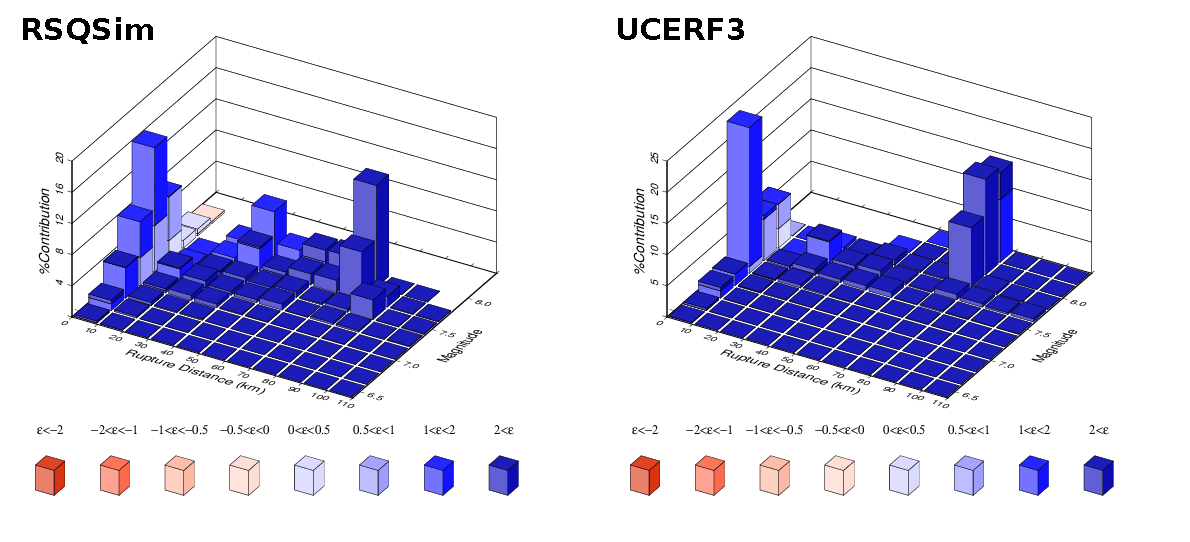 RSQSim
%Contribution
20
16
12
8
4
0
10
20
30
40
50
60
70
80
90
100
110
Rupture Distance (km)
6.5
7.0
7.5
8.0
Magnitude
ε<−2
−2<ε<−1
−1<ε<−0.5
−0.5<ε<0
0<ε<0.5
0.5<ε<1
1<ε<2
2<ε
UCERF3
%Contribution
25
20
15
10
5
0
10
20
30
40
50
60
70
80
90
100
110
Rupture Distance (km)
6.5
7.0
7.5
8.0
Magnitude
ε<−2
−2<ε<−1
−1<ε<−0.5
−0.5<ε<0
0<ε<0.5
0.5<ε<1
1<ε<2
2<ε